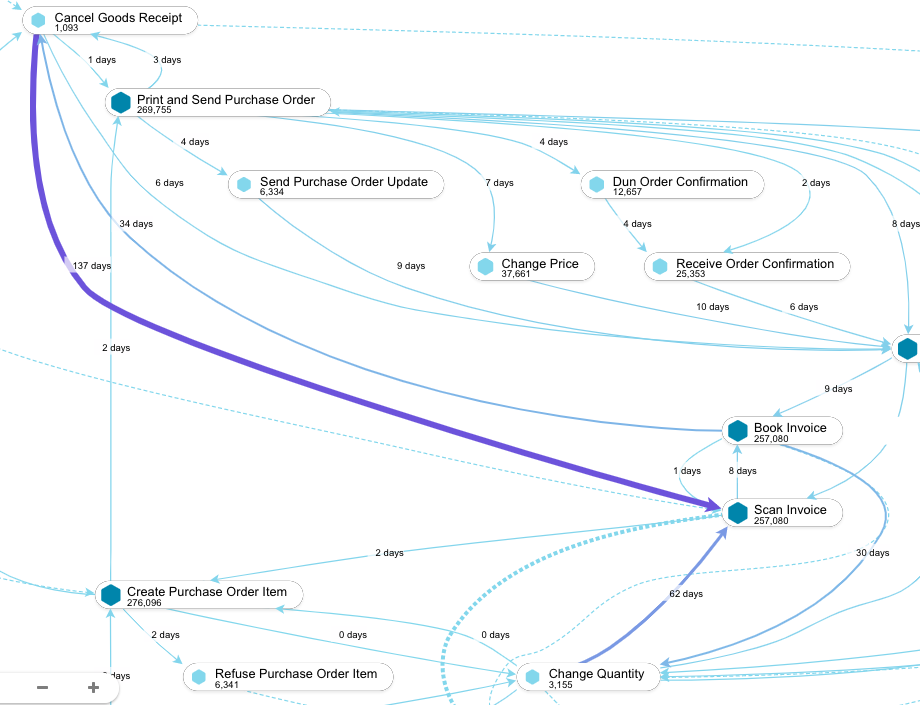 Cancel Goods Receipt
1,093
1 days
3 days
Print and Send Purchase Order
269,755
4 days
4 days
6 days
Send Purchase Order Update
6,334
7 days
Dun Order Confirmation
12,657
2 days
34 days
4 days
8 days
137 days
9 days
Change Price
37,661
Receive Order Confirmation
25,353
10 days
6 days
2 days
9 days
Book Invoice
257,080
1 days
8 days
Scan Invoice
257,080
2 days
30 days
Create Purchase Order Item
276,096
62 days
2 days
0 days
0 days
Refuse Purchase Order Item
6,341
Change Quantity
3,155
days